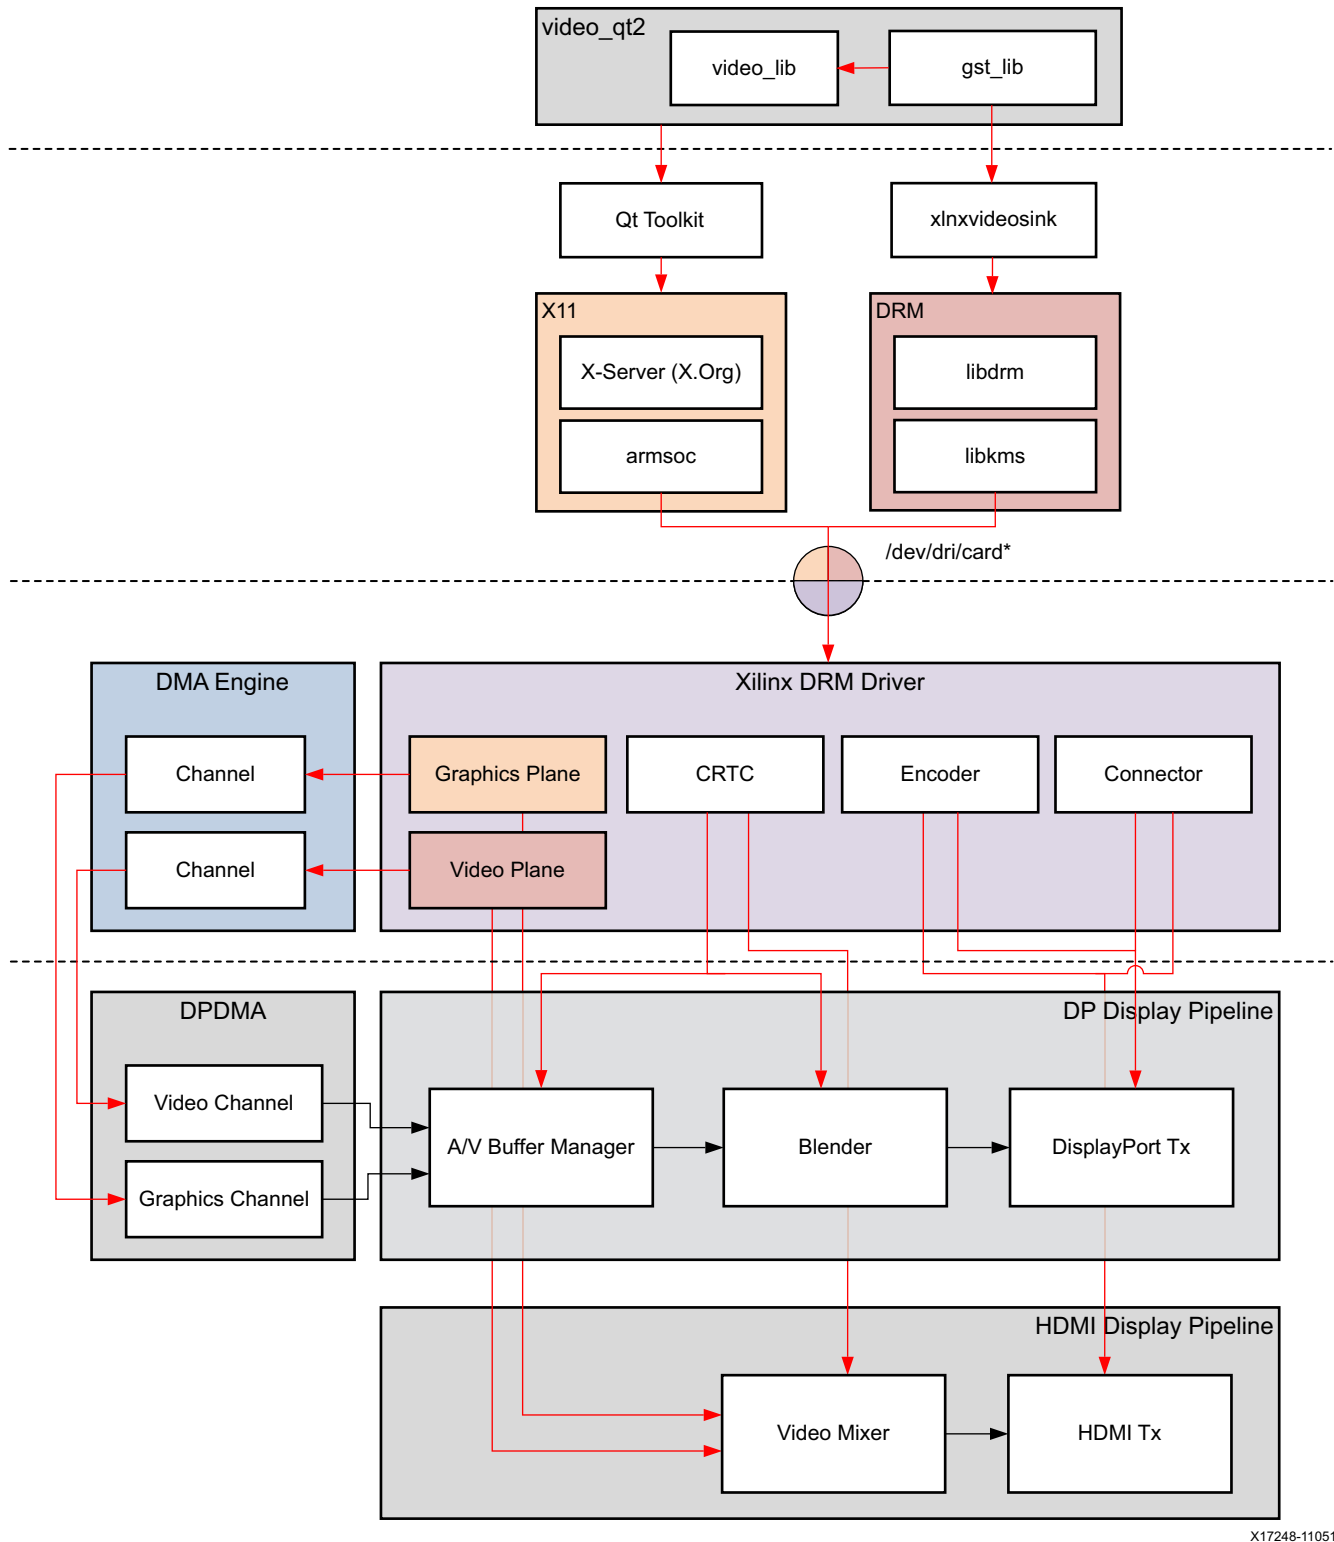 video_qt2
video_lib
gst_lib
Qt Toolkit
xlnxvideosink
X11
DRM
X-Server (X.Org)
libdrm
armsoc
libkms
/dev/dri/card*
DMA Engine
Xilinx DRM Driver
Channel
Graphics Plane
CRTC
Encoder
Connector
Channel
Video Plane
DPDMA
DP Display Pipeline
Video Channel
A/V Buffer Manager
Blender
DisplayPort Tx
Graphics Channel
HDMI Display Pipeline
Video Mixer
HDMI Tx
X17248-11051